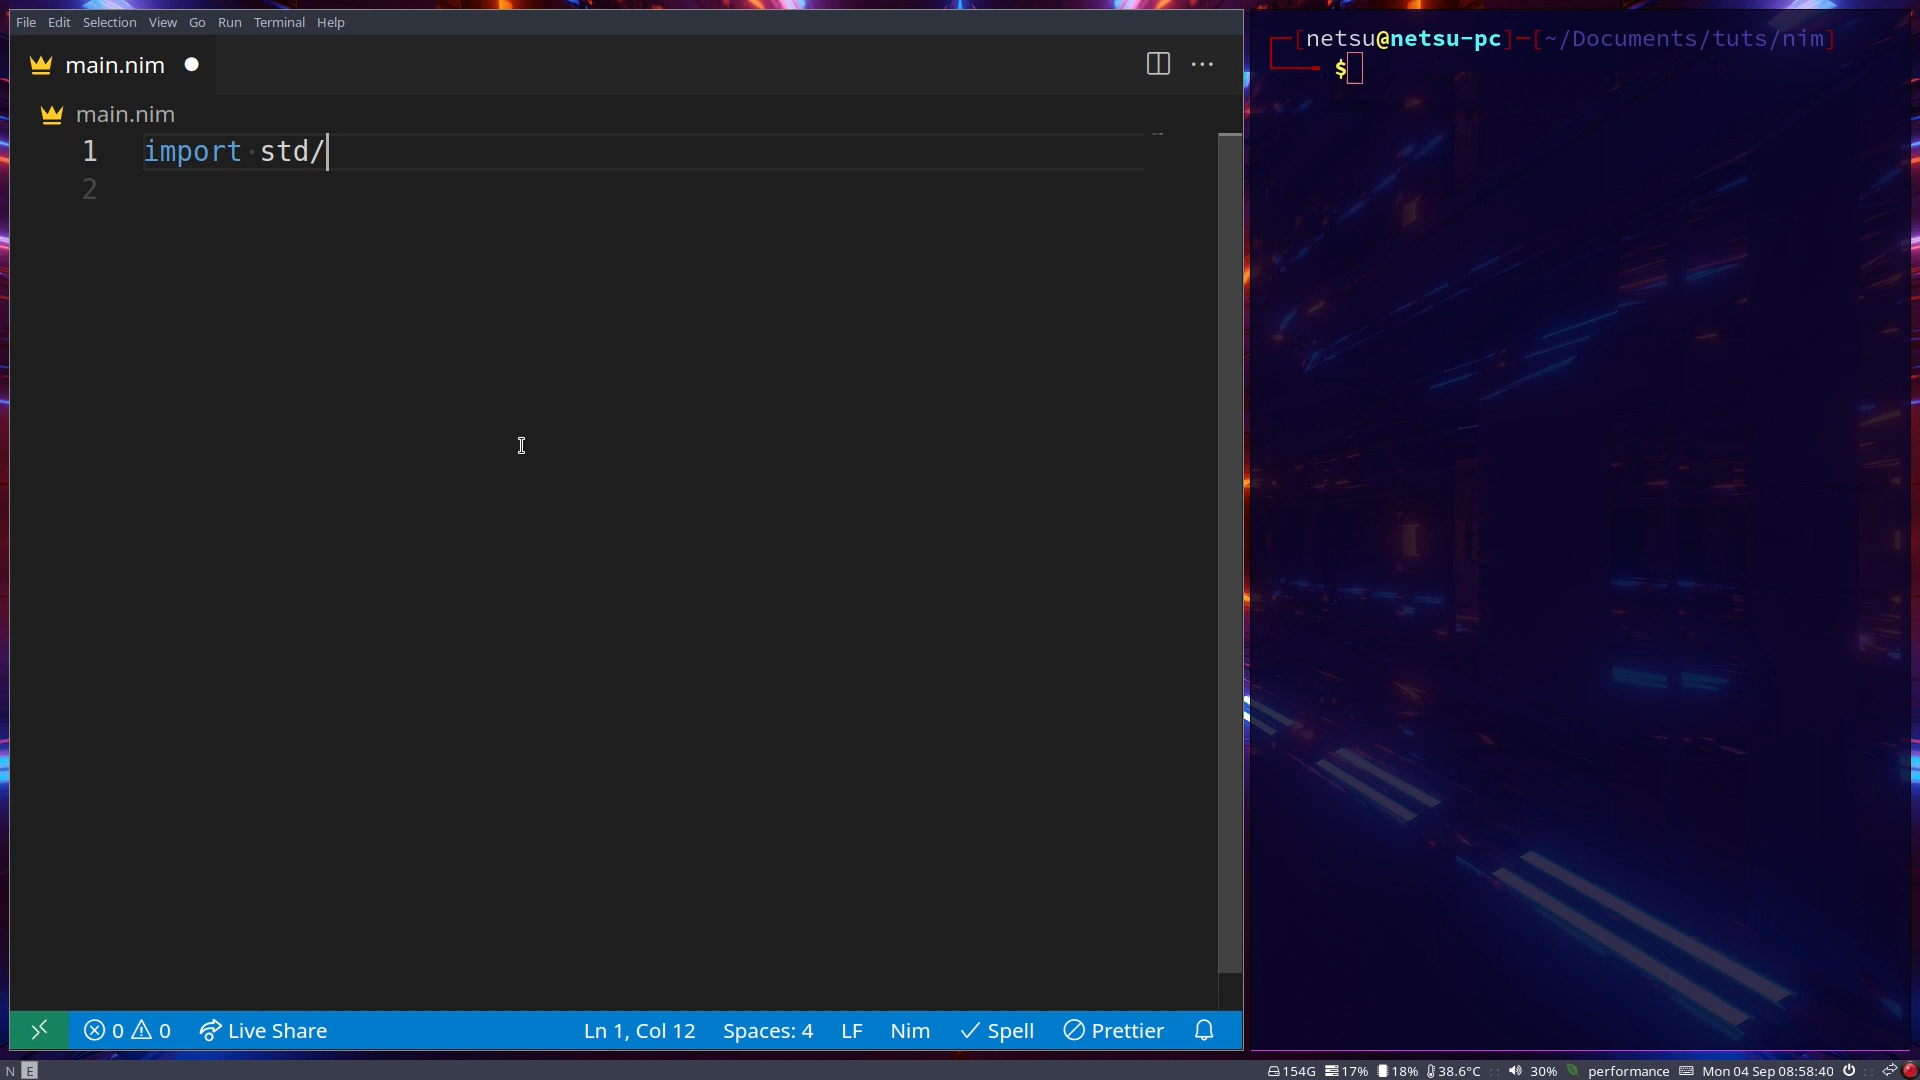 File Edit Selection View Go Run Terminal Help
main.nim
main.nim
1 import std/
2
0 0 Live Share Ln 1, Col 12 Spaces: 4 LF Nim Spell Prettier
[netsu@netsu-pc]-[~/Documents/tuts/nim]
$
N E 154G 17% 18% 38.6°C :: 30% performance Mon 04 Sep 08:58:40 ::